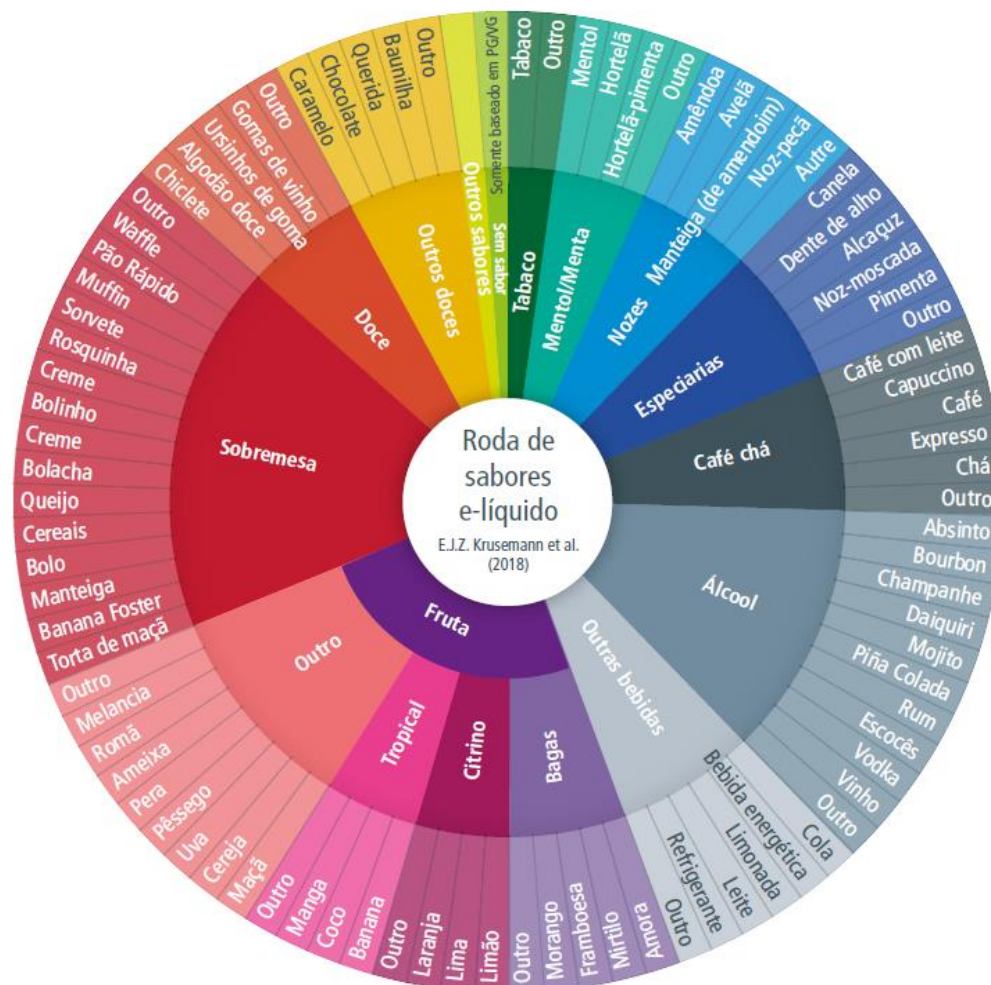 Roda de
sabores
e-líquido
E.J.Z. Krusemann et al.
(2018)
Tabaco
Tabaco
Outro
Mentol/Menta
Mentol
Hortelã
Hortelã-pimenta
Outro
Nozes
Amêndoa
Avelã
Manteiga (de amendoim)
Noz-pecã
Autre
Especiarias
Canela
Dente de alho
Alcaçuz
Noz-moscada
Pimenta
Outro
Café chá
Café com leite
Capuccino
Café
Expresso
Chá
Outro
Álcool
Absinto
Bourbon
Champanhe
Daiquiri
Mojito
Piña Colada
Rum
Escocês
Vodka
Vinho
Outro
Outras bebidas
Cola
Bebida energética
Limonada
Leite
Refrigerante
Outro
Fruta
Bagas
Amora
Mirtilo
Framboesa
Morango
Outro
Citrino
Limão
Lima
Laranja
Outro
Tropical
Banana
Coco
Manga
Outro
Outro
Maçã
Cereja
Uva
Pêssego
Pera
Ameixa
Romã
Melancia
Outro
Sobremesa
Torta de maçã
Banana Foster
Manteiga
Bolo
Cereais
Queijo
Bolacha
Creme
Bolinho
Creme
Rosquinha
Sorvete
Muffin
Pão Rápido
Waffle
Outro
Doce
Chiclete
Algodão doce
Ursinhos de goma
Gomas de vinho
Outro
Outros doces
Caramelo
Chocolate
Querida
Baunilha
Outro
Outros sabores
Sem sabor
Somente baseado em PG/VG